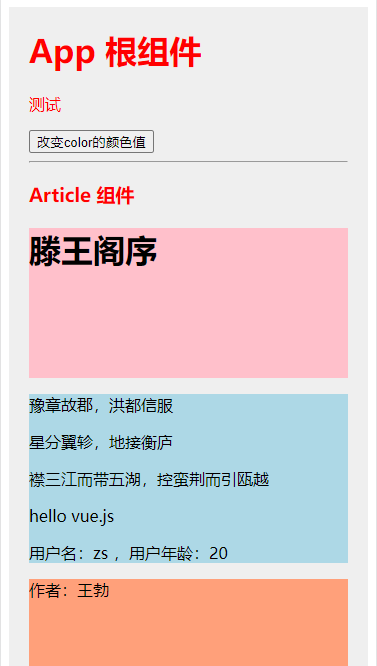 App 根组件
测试
改变color的颜色值
Article 组件
滕王阁序
豫章故郡，洪都信服
星分翼轸，地接衡庐
襟三江而带五湖，控蛮荆而引瓯越
hello vue.js
用户名：zs ，用户年龄：20
作者：王勃